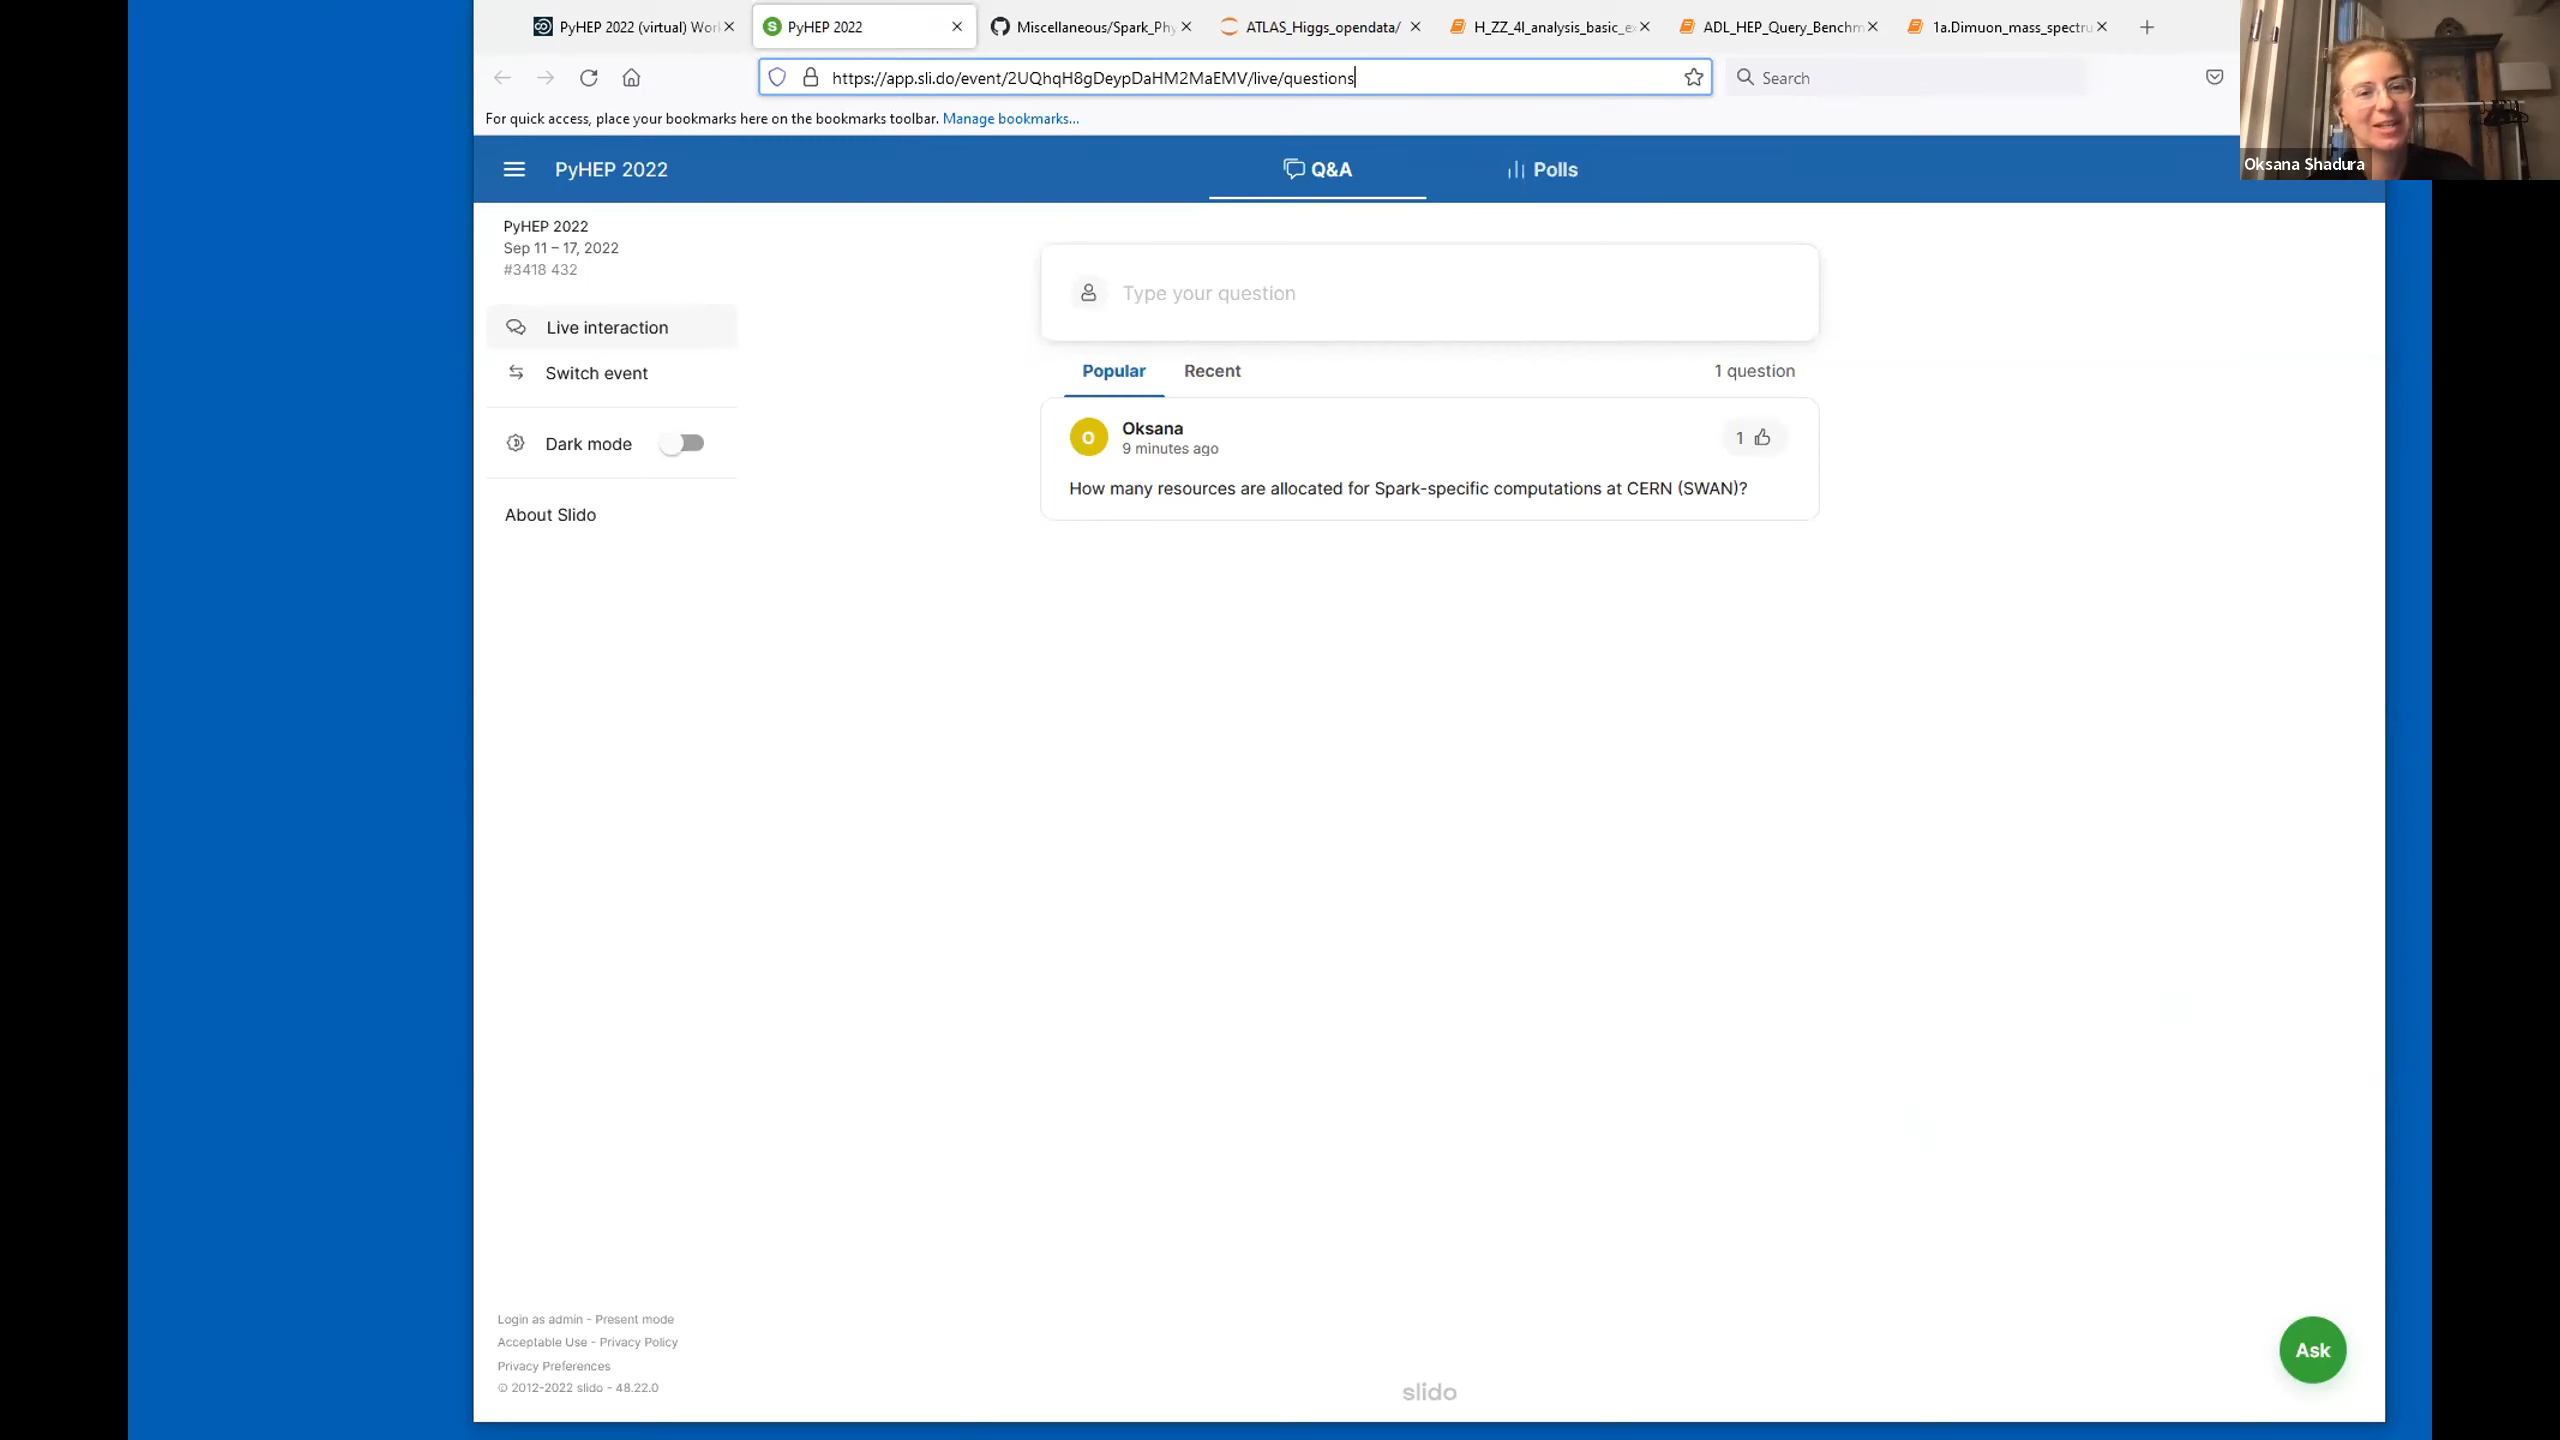 PyHEP 2022 (virtual) Wor
PyHEP 2022
Miscellaneous/Spark_Phy
ATLAS_Higgs_opendata/
H_ZZ_4l_analysis_basic_e
ADL_HEP_Query_Benchm
1a.Dimuon_mass_spectru
https://app.sli.do/event/2UQhqH8gDeypDaHM2MaEMV/live/questions
Search
For quick access, place your bookmarks here on the bookmarks toolbar. Manage bookmarks...
Oksana Shadura
PyHEP 2022
Q&A
Polls
PyHEP 2022
Sep 11 – 17, 2022
#3418 432
Live interaction
Switch event
Dark mode
About Slido
Type your question
Popular
Recent
1 question
O
Oksana
9 minutes ago
1
How many resources are allocated for Spark-specific computations at CERN (SWAN)?
Login as admin - Present mode
Acceptable Use - Privacy Policy
Privacy Preferences
© 2012-2022 slido - 48.22.0
slido
Ask